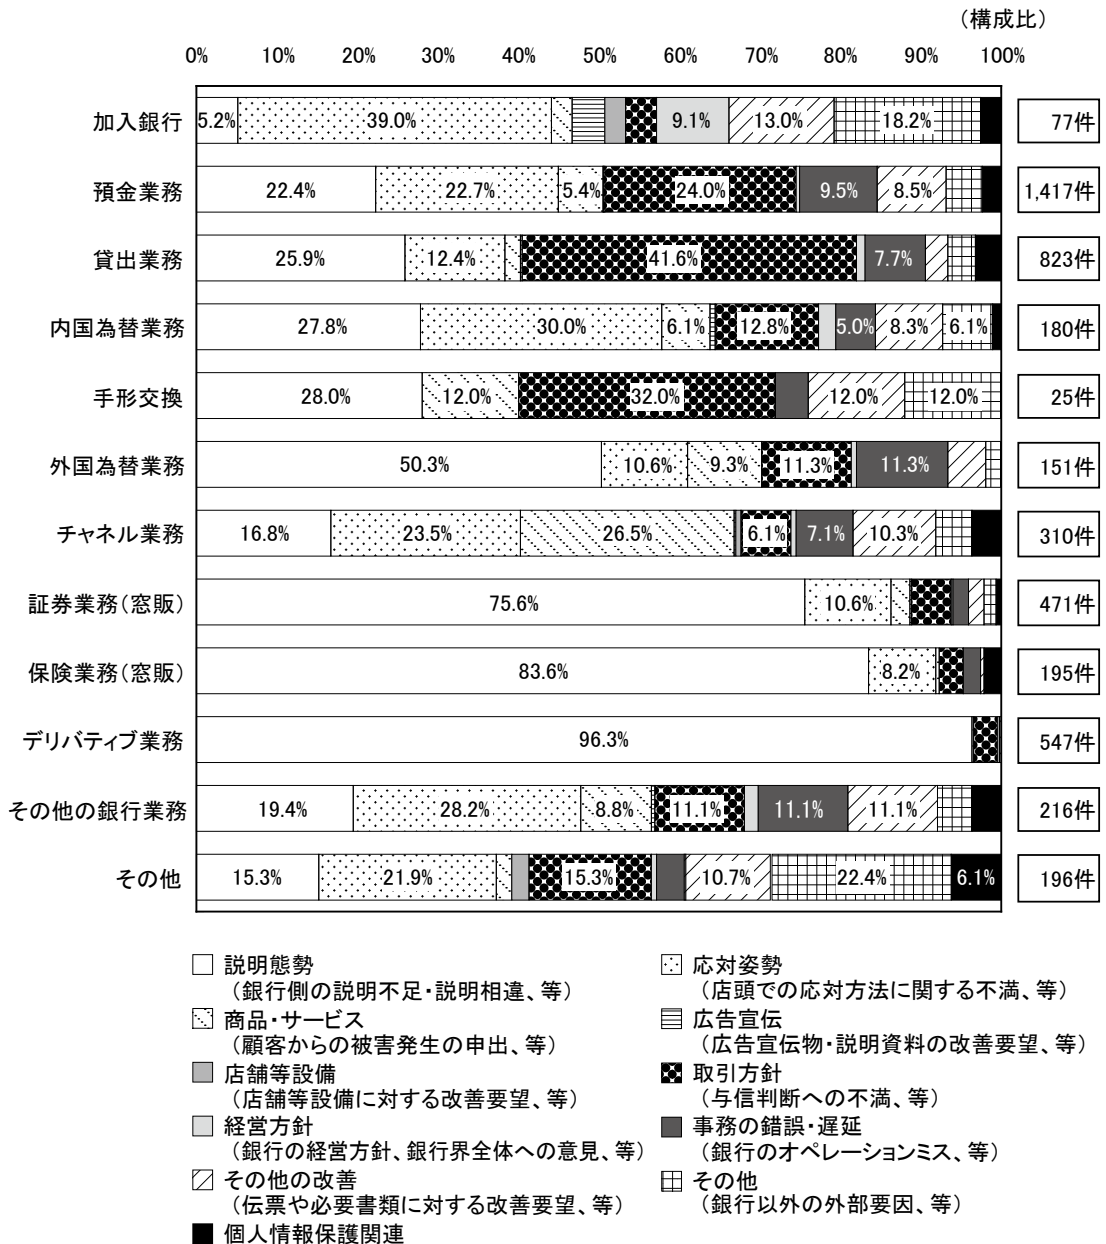 （構成比）
0% 10% 20% 30% 40% 50% 60% 70% 80% 90% 100%
加入銀行 5.2% 39.0% 9.1% 13.0% 18.2% 77件
預金業務 22.4% 22.7% 5.4% 24.0% 9.5% 8.5% 1,417件
貸出業務 25.9% 12.4% 41.6% 7.7% 823件
内国為替業務 27.8% 30.0% 6.1% 12.8% 5.0% 8.3% 6.1% 180件
手形交換 28.0% 12.0% 32.0% 12.0% 12.0% 25件
外国為替業務 50.3% 10.6% 9.3% 11.3% 11.3% 151件
チャネル業務 16.8% 23.5% 26.5% 6.1% 7.1% 10.3% 310件
証券業務（窓販） 75.6% 10.6% 471件
保険業務（窓販） 83.6% 8.2% 195件
デリバティブ業務 96.3% 547件
その他の銀行業務 19.4% 28.2% 8.8% 11.1% 11.1% 11.1% 216件
その他 15.3% 21.9% 15.3% 10.7% 22.4% 6.1% 196件
説明態勢 応対姿勢
（銀行側の説明不足・説明相違、等） （店頭での応対方法に関する不満、等）
商品・サービス 広告宣伝
（顧客からの被害発生の申出、等） （広告宣伝物・説明資料の改善要望、等）
店舗等設備 取引方針
（店舗等設備に対する改善要望、等） （与信判断への不満、等）
経営方針 事務の錯誤・遅延
（銀行の経営方針、銀行界全体への意見、等） （銀行のオペレーションミス、等）
その他の改善 その他
（伝票や必要書類に対する改善要望、等） （銀行以外の外部要因、等）
個人情報保護関連